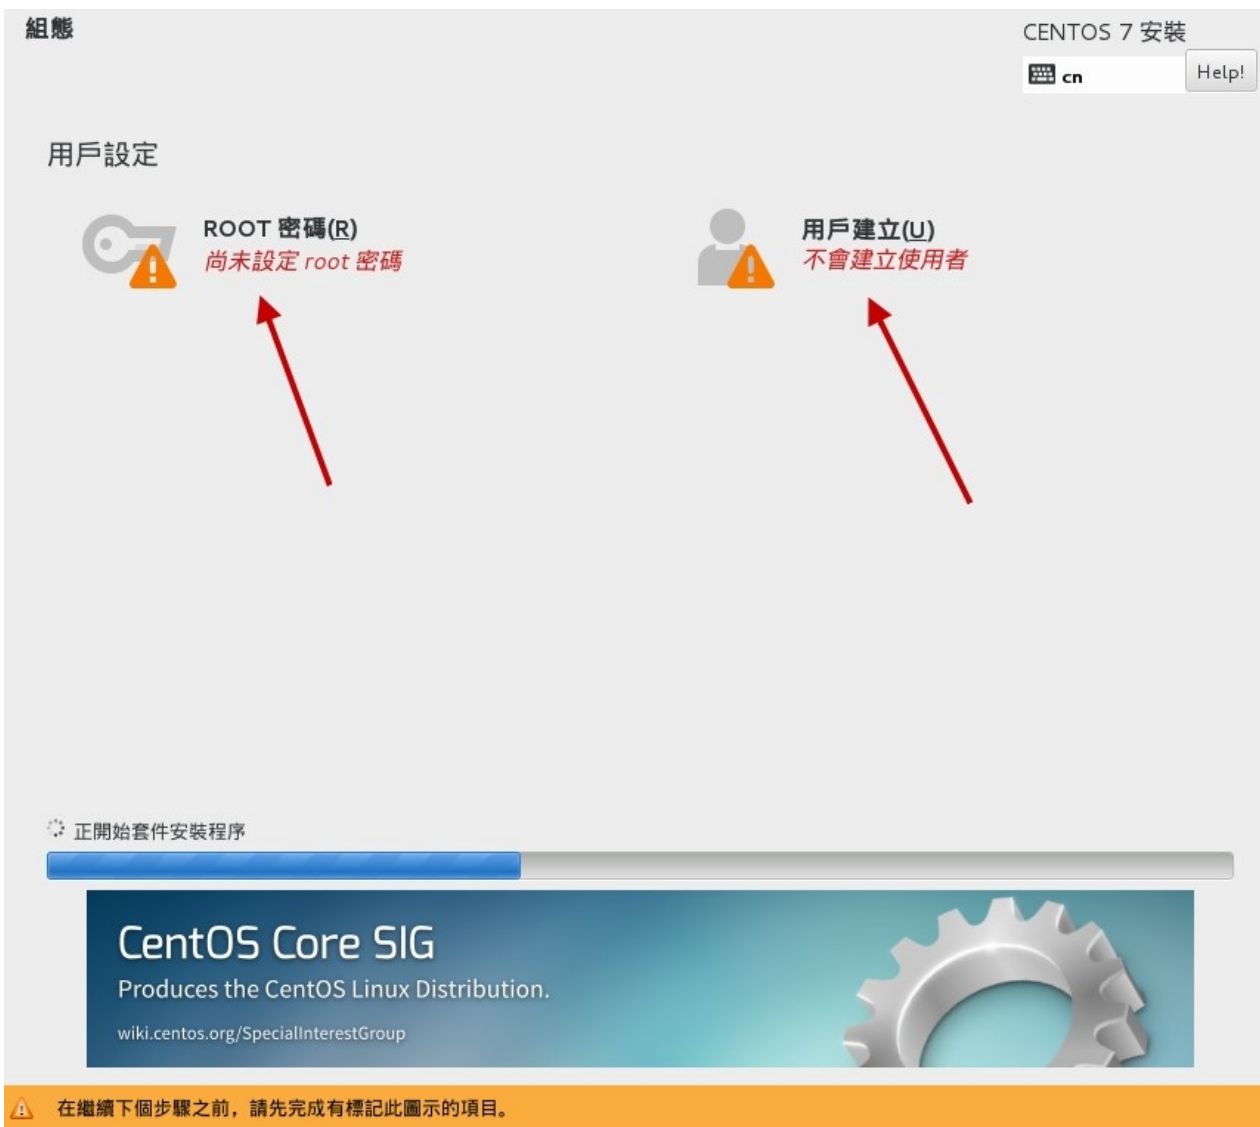 組態
CENTOS 7 安裝
cn
Help!
用戶設定
ROOT 密碼(R)
尚未設定 root 密碼
用戶建立(U)
不會建立使用者
正開始套件安裝程序
CentOS Core SIG
Produces the CentOS Linux Distribution.
wiki.centos.org/SpecialInterestGroup
在繼續下個步驟之前，請先完成有標記此圖示的項目。